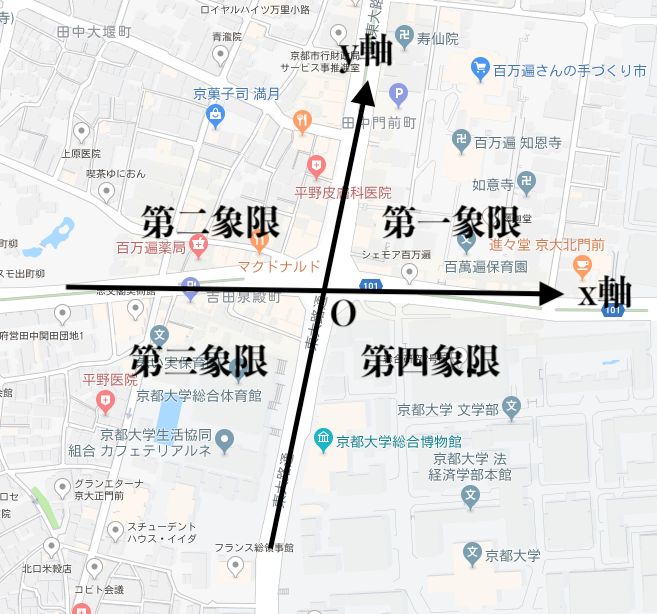 ロイヤルハイツ万里小路
田中大堰町
青瀧院
寿仙院
y軸
京都市行財政局
サービス事推進室
百万遍さんの手づくり市
京菓子司 満月
P
田中門前町
上原医院
百万遍 知恩寺
喫茶ゆにおん
平野皮膚科医院
如意寺
第二象限
第一象限
百万遍薬局
進々堂 京大北門前
シェモア百万遍
マクドナルド
百萬遍保育園
スモ出町柳
101
x軸
吉田泉殿町
O
101
府営田中関田団地1
第三象限
第四象限
平野医院
京都大学総合体育館
京都大学 文学部
京都大学生活協同
組合 カフェテリアルネ
京都大学総合博物館
京都大学 法
経済学部本館
グランエターナ
京大正門前
スチューデント
ハウス・イイダ
フランス総領事館
京都大学
北口米穀店
コビト会議